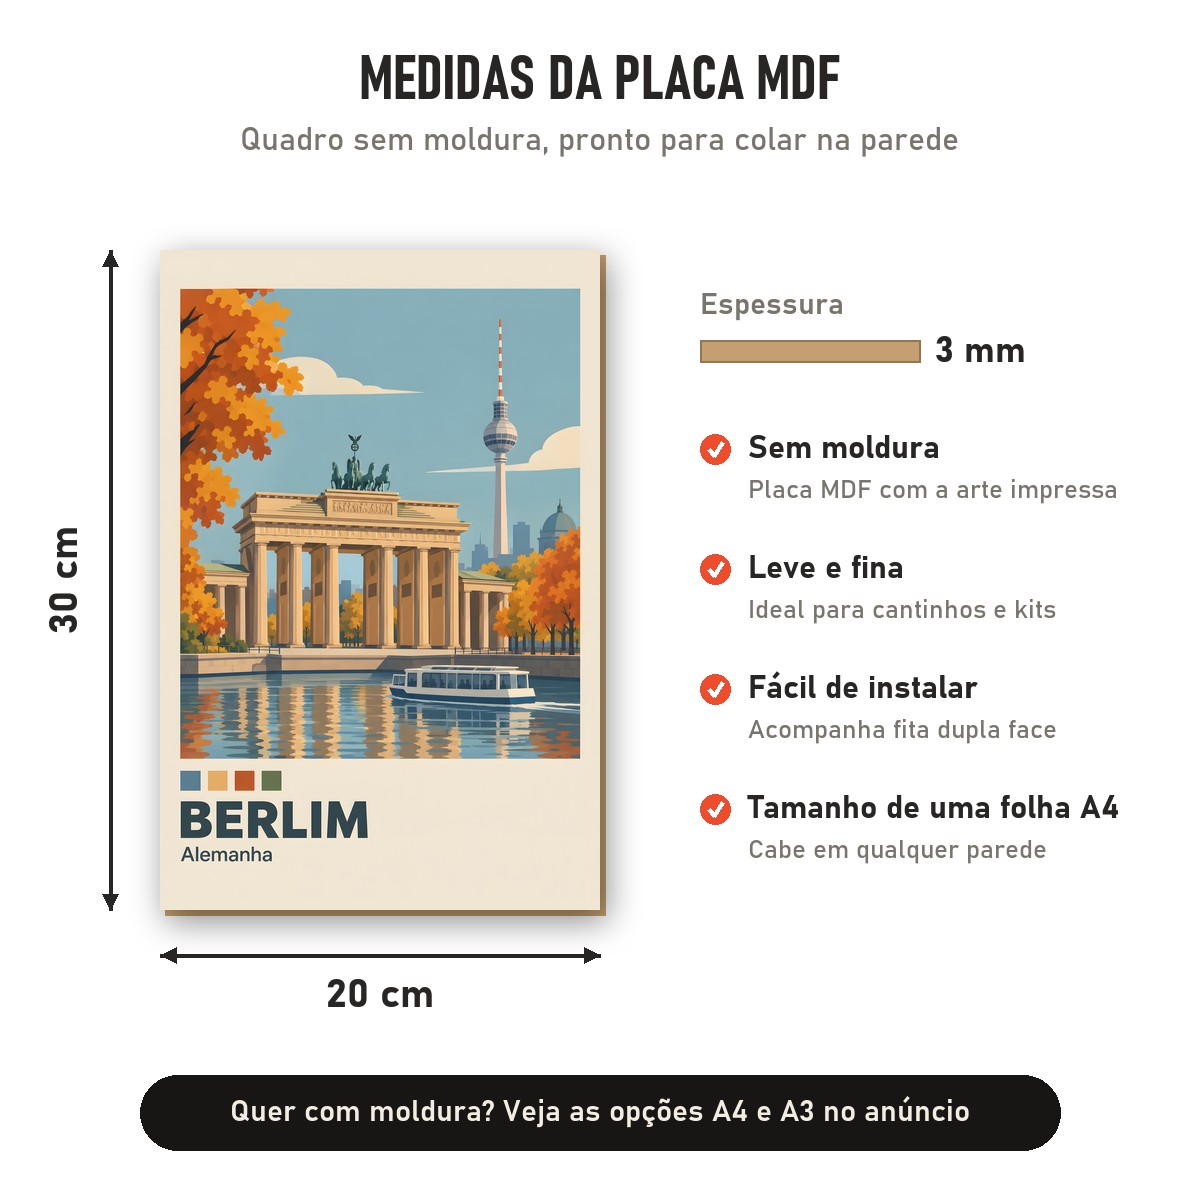 MEDIDAS DA PLACA MDF
Quadro sem moldura, pronto para colar na parede
30 cm
BERLIM
Alemanha
20 cm
Espessura
3 mm
Sem moldura
Placa MDF com a arte impressa
Leve e fina
Ideal para cantinhos e kits
Fácil de instalar
Acompanha fita dupla face
Tamanho de uma folha A4
Cabe em qualquer parede
Quer com moldura? Veja as opções A4 e A3 no anúncio